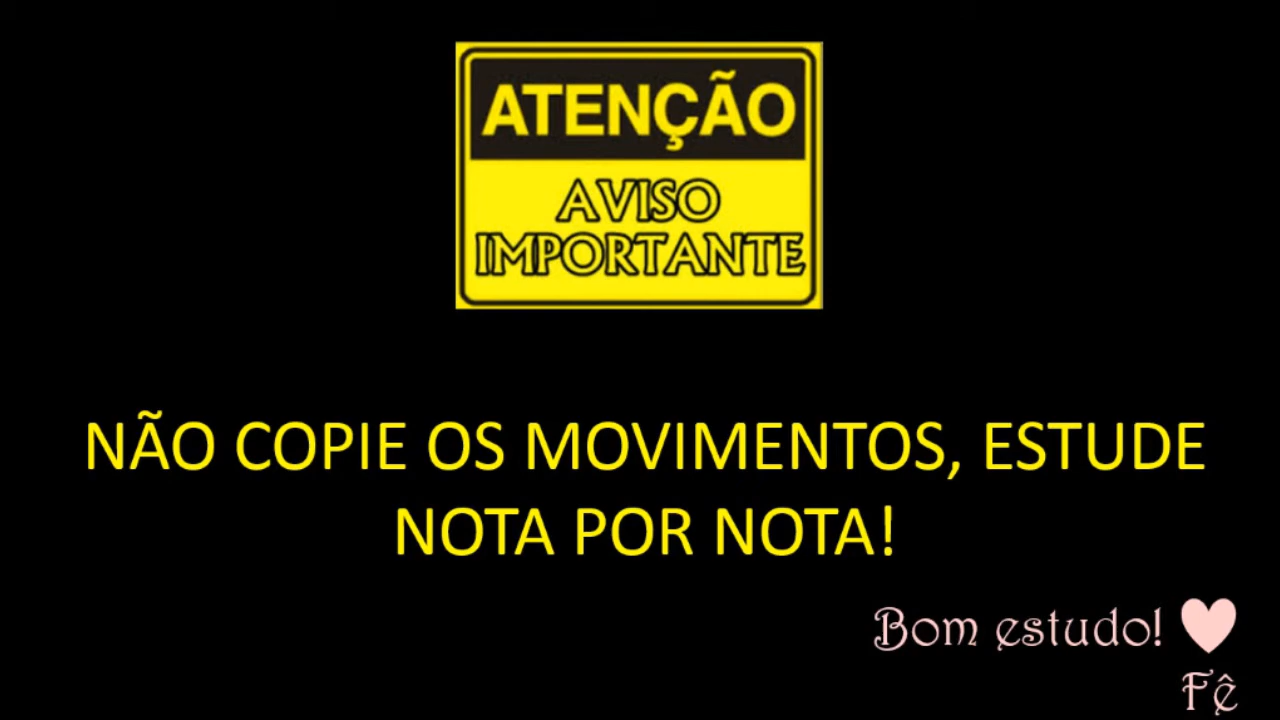 ATENÇÃO
AVISO
IMPORTANTE
NÃO COPIE OS MOVIMENTOS, ESTUDE
NOTA POR NOTA!
Bom estudo! ♥
Fê